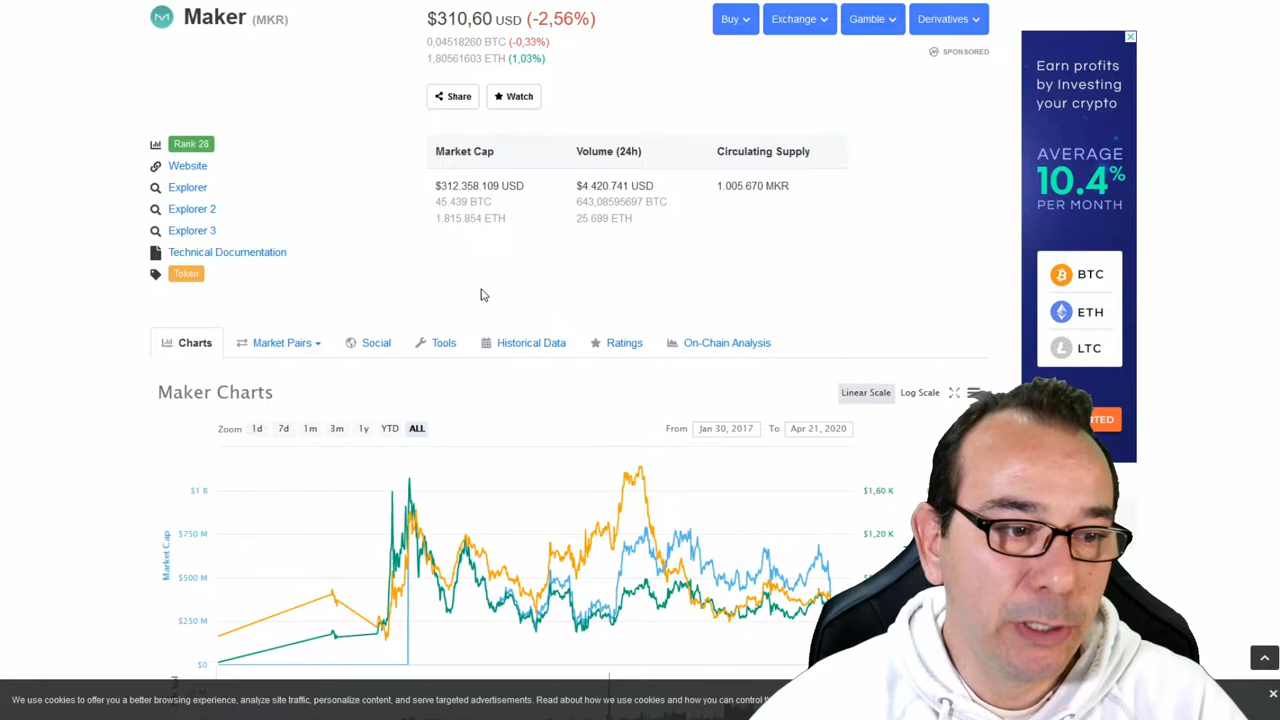 Maker (MKR)
$310,60 USD (-2,56%)
0,04518260 BTC (-0,33%)
1,80561603 ETH (1,03%)
Buy Exchange Gamble Derivatives
SPONSORED
Share Watch
Rank 28
Website
Explorer
Explorer 2
Explorer 3
Technical Documentation
Token
Market Cap Volume (24h) Circulating Supply
$312.358.109 USD $4.420.741 USD 1.005.670 MKR
45.439 BTC 643,08595697 BTC
1.815.854 ETH 25.699 ETH
Earn profits
by Investing
your crypto
AVERAGE
10.4%
PER MONTH
BTC
ETH
LTC
Charts Market Pairs Social Tools Historical Data Ratings On-Chain Analysis
Maker Charts
Linear Scale Log Scale
Zoom 1d 7d 1m 3m 1y YTD ALL
From Jan 30, 2017 To Apr 21, 2020
$1 B $1,60 K
$750 M $1,20 K
$500 M
$250 M
$0
Market Cap
We use cookies to offer you a better browsing experience, analyze site traffic, personalize content, and serve targeted advertisements. Read about how we use cookies and how you can control